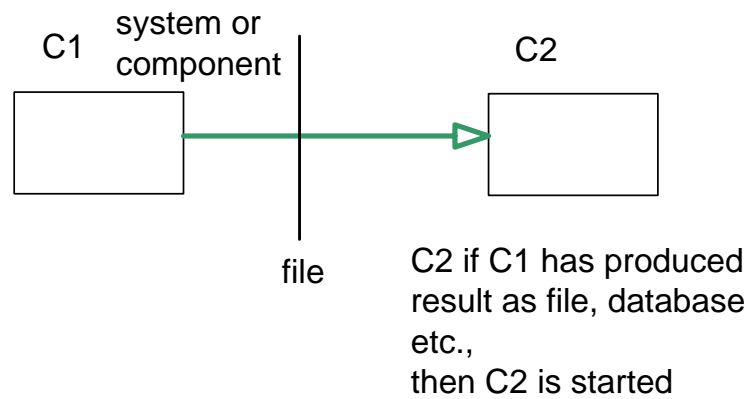 C1
system or
component
C2
file
C2 if C1 has produced
result as file, database
etc.,
then C2 is started